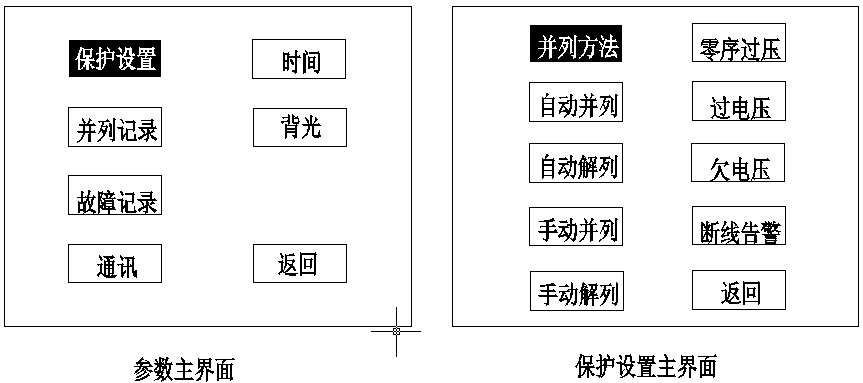 保护设置
时间
并列记录
背光
故障记录
通讯
返回
参数主界面
并列方法
零序过压
自动并列
过电压
自动解列
欠电压
手动并列
断线告警
手动解列
返回
保护设置主界面